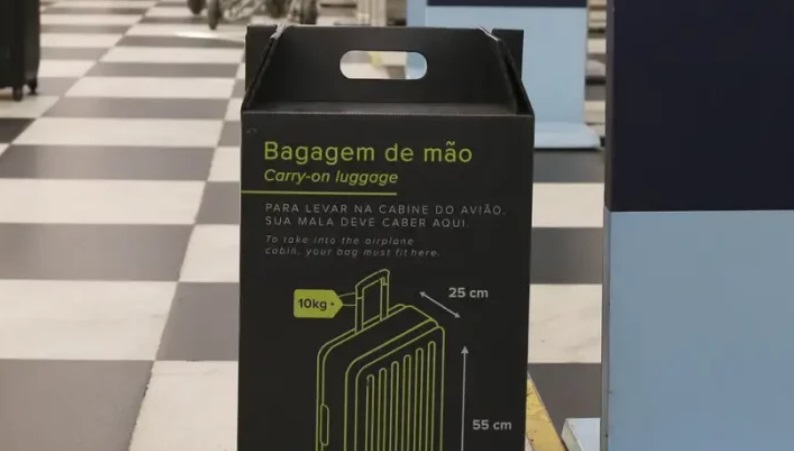 Bagagem de mão
Carry-on luggage
PARA LEVAR NA CABINE DO AVIÃO,
SUA MALA DEVE CABER AQUI.
To take into the airplane
cabin, your bag must fit here.
10kg
25 cm
55 cm